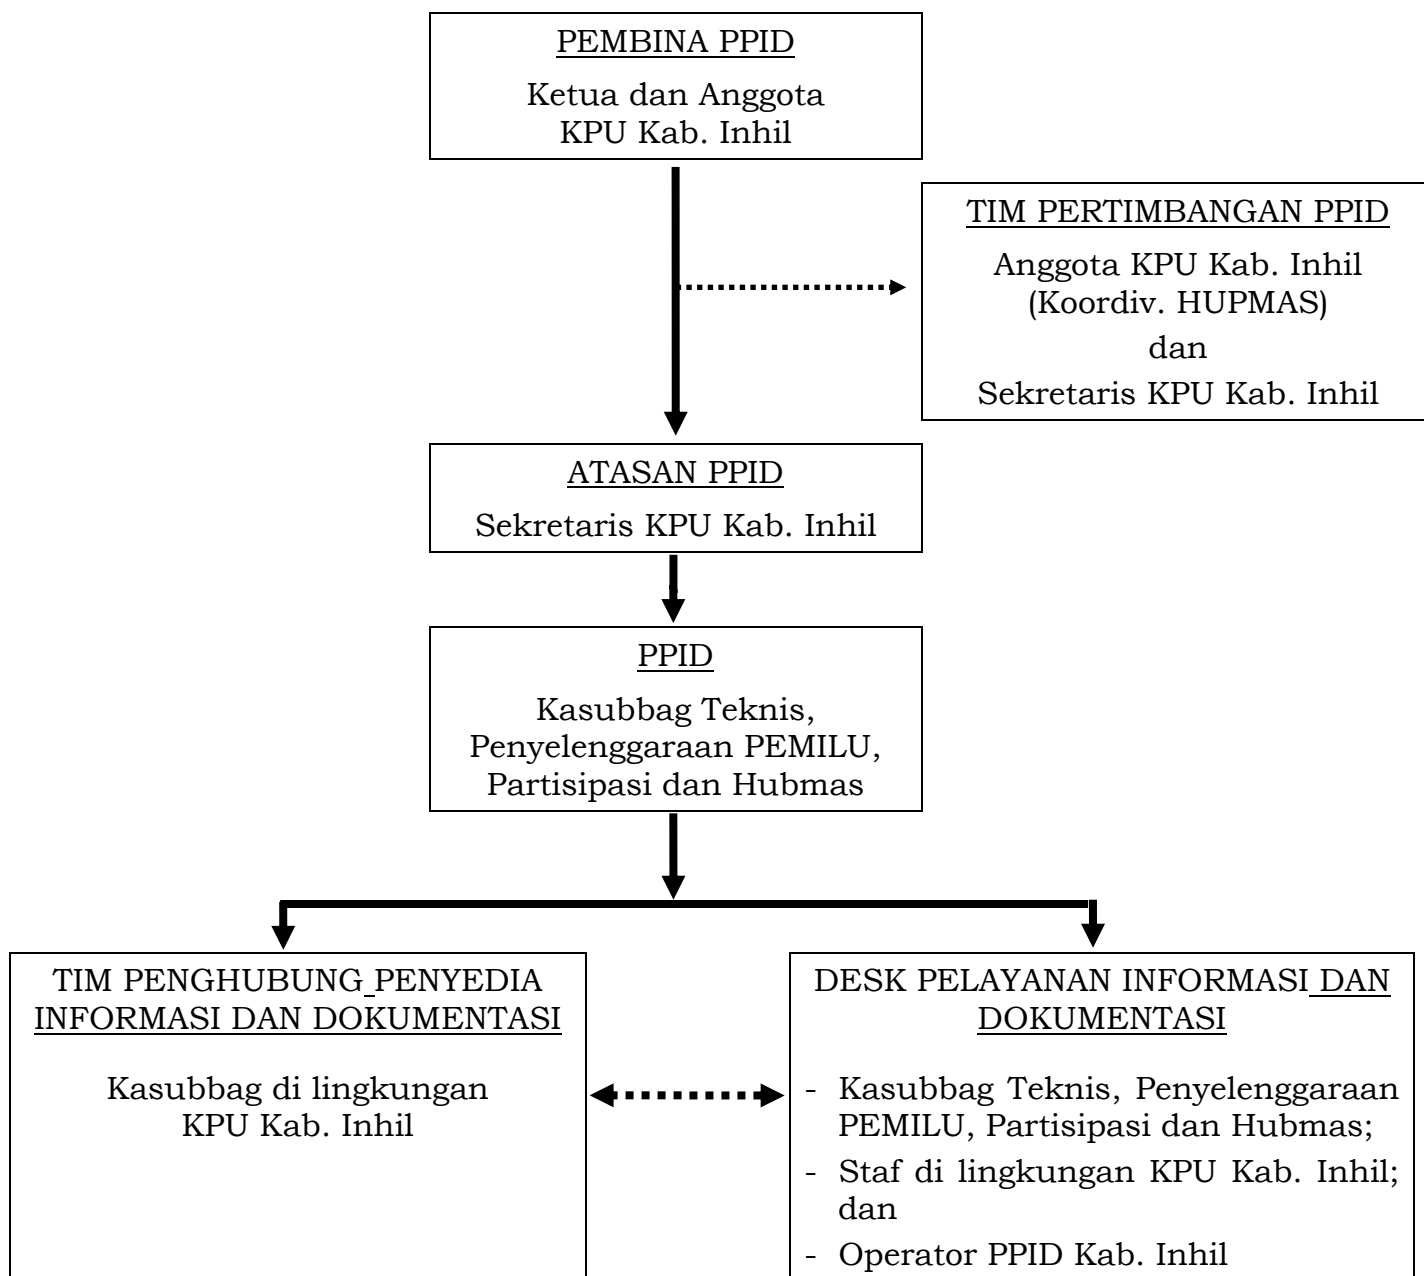 PEMBINA PPID
Ketua dan Anggota
KPU Kab. Inhil
TIM PERTIMBANGAN PPID
Anggota KPU Kab. Inhil
(Koordiv. HUPMAS)
dan
Sekretaris KPU Kab. Inhil
ATASAN PPID
Sekretaris KPU Kab. Inhil
PPID
Kasubbag Teknis,
Penyelenggaraan PEMILU,
Partisipasi dan Hubmas
TIM PENGHUBUNG PENYEDIA
INFORMASI DAN DOKUMENTASI
Kasubbag di lingkungan
KPU Kab. Inhil
DESK PELAYANAN INFORMASI DAN
DOKUMENTASI
- Kasubbag Teknis, Penyelenggaraan
PEMILU, Partisipasi dan Hubmas;
- Staf di lingkungan KPU Kab. Inhil;
dan
- Operator PPID Kab. Inhil